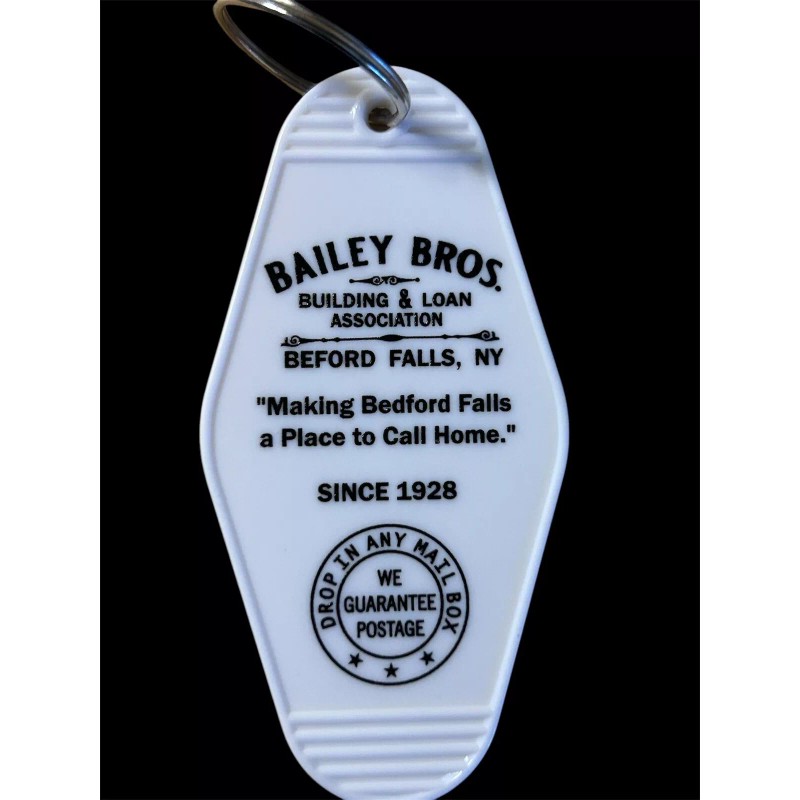 BAILEY BROS.
BUILDING & LOAN
ASSOCIATION
BEFORD FALLS, NY
"Making Bedford Falls
a Place to Call Home."
SINCE 1928
DROP IN ANY MAIL BOX
WE
GUARANTEE
POSTAGE